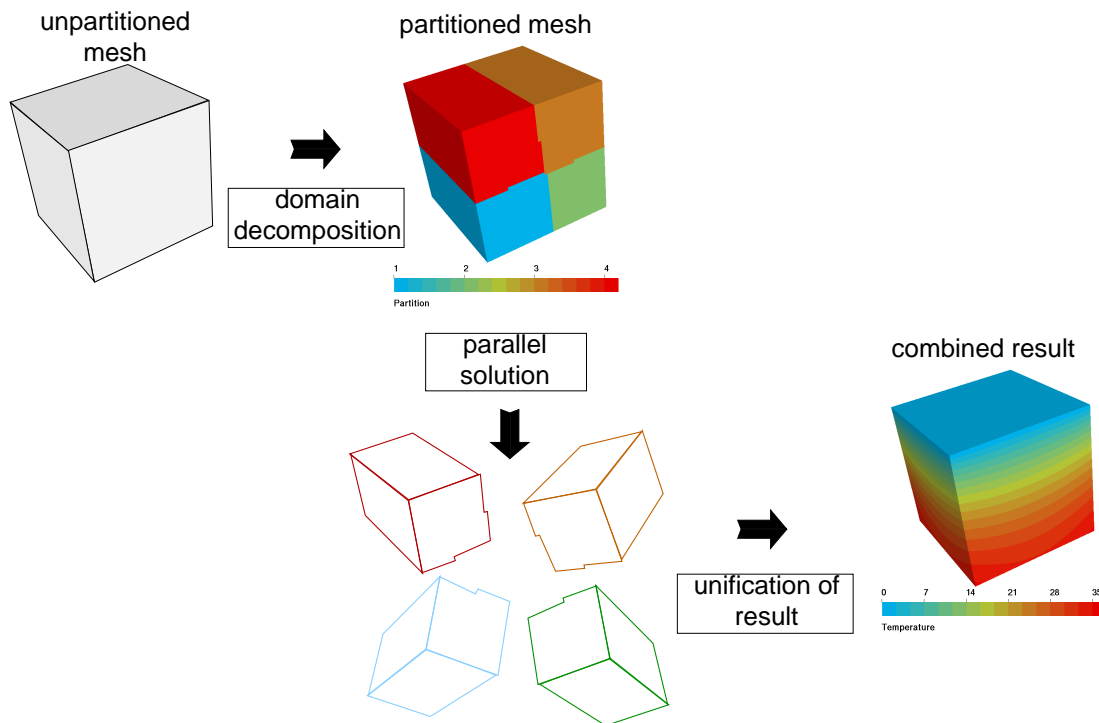 unpartitioned
mesh
partitioned mesh
domain
decomposition
1 2 3 4
Partition
parallel
solution
combined result
unification of
result
0 7 14 21 28 35
Temperature